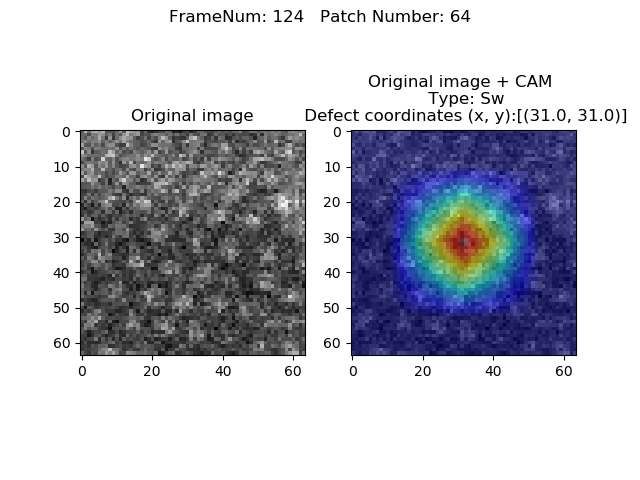 FrameNum: 124   Patch Number: 64
Original image
Original image + CAM
Type: Sw
Defect coordinates (x, y):[(31.0, 31.0)]
0
10
20
30
40
50
60
0 20 40 60
0
10
20
30
40
50
60
0 20 40 60